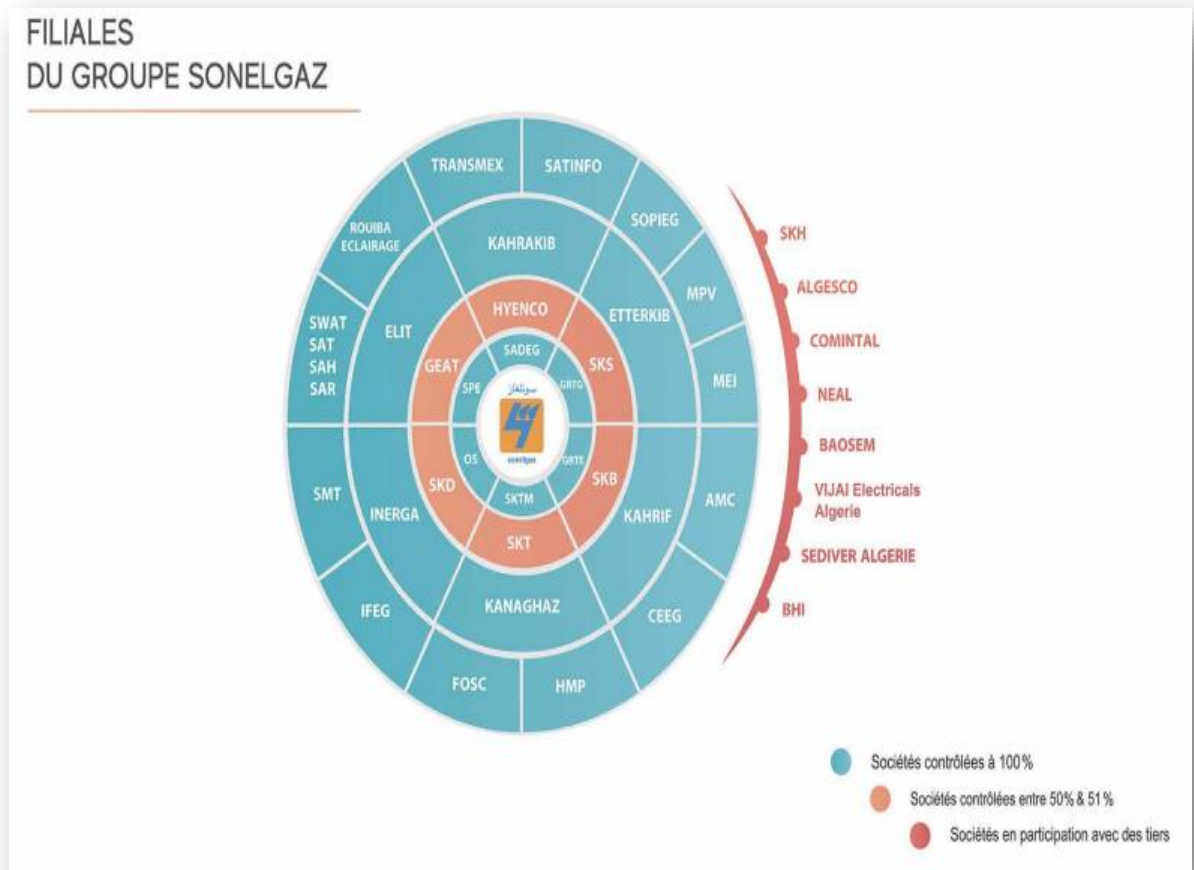 FILIALES
DU GROUPE SONELGAZ
TRANSMEX
SATINFO
SOPIEG
MPV
MEI
AMC
CEEG
HMP
FOSC
IFEG
SMT
SWAT
SAT
SAH
SAR
ROUIBA
ECLAIRAGE
KAHRAKIB
ETTERKIB
KAHRIF
KANAGHAZ
INERGA
ELIT
HYENCO
SKS
SKB
SKT
SKD
GEAT
SADEG
GRTG
GRTE
SKTM
OS
SPE
سونلغاز
sonelgaz
SKH
ALGESCO
COMINTAL
NEAL
BAOSEM
VIJAI Electricals
Algerie
SEDIVER ALGERIE
BHI
Sociétés contrôlées à 100%
Sociétés contrôlées entre 50% & 51%
Sociétés en participation avec des tiers